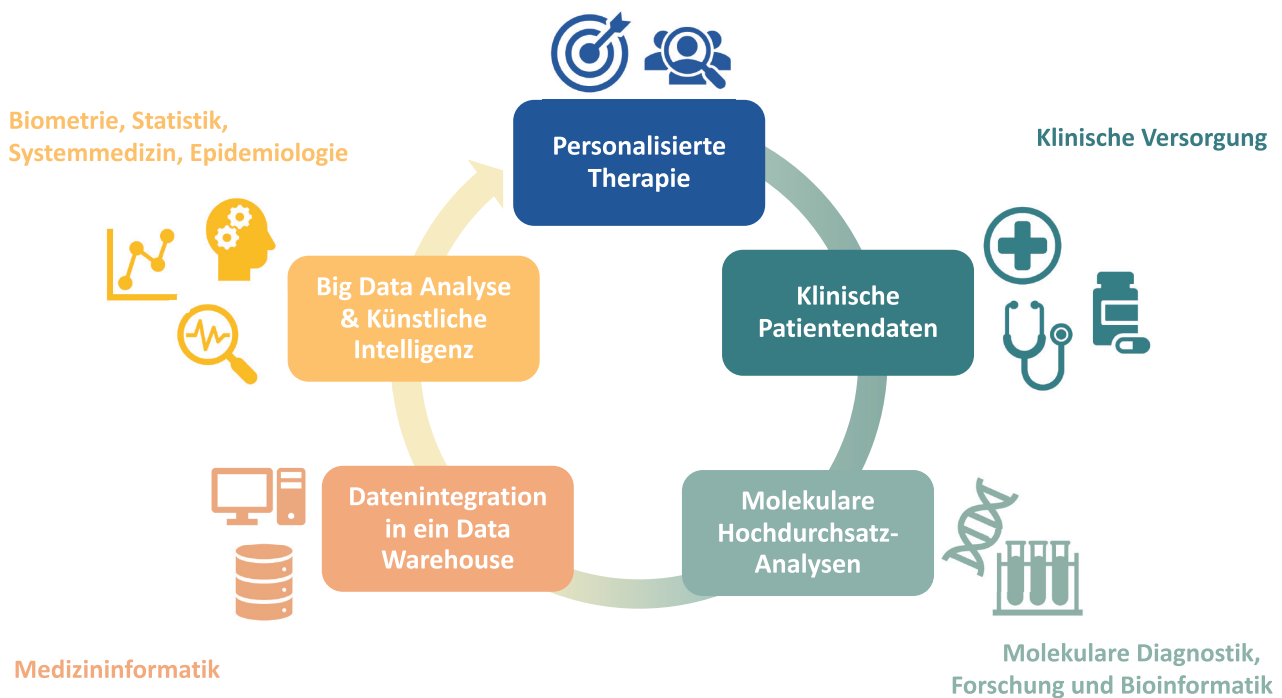 Personalisierte
Therapie
Klinische Versorgung
Klinische
Patientendaten
Molekulare
Hochdurchsatz-
Analysen
Molekulare Diagnostik,
Forschung und Bioinformatik
Datenintegration
in ein Data
Warehouse
Medizininformatik
Big Data Analyse
& Künstliche
Intelligenz
Biometrie, Statistik,
Systemmedizin, Epidemiologie